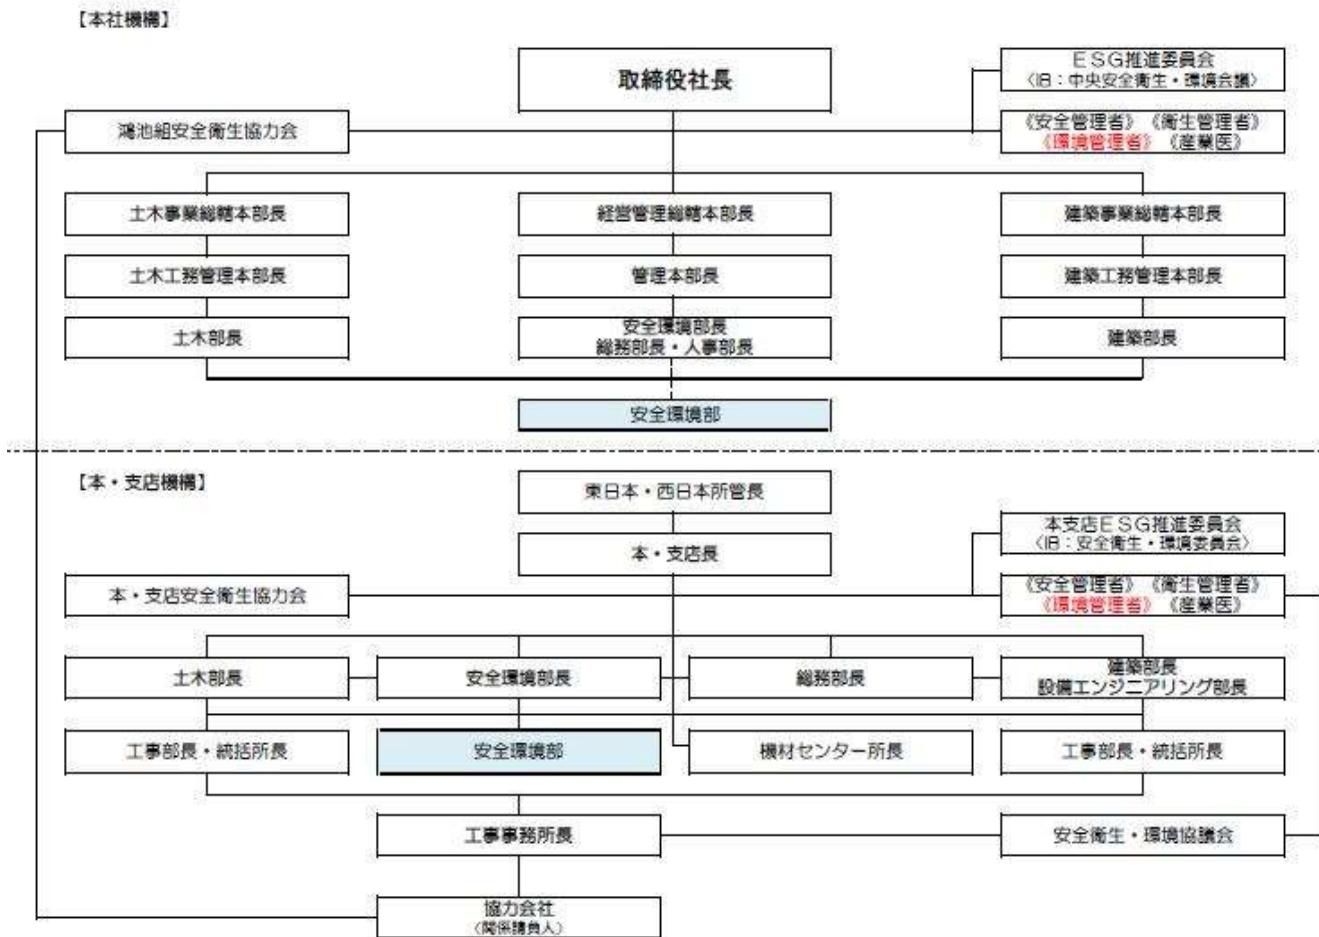 【本社機構】
取締役社長
ESG推進委員会
〈旧：中央安全衛生・環境会議〉
鴻池組安全衛生協力会
《安全管理者》《衛生管理者》
《環境管理者》《産業医》
土木事業総轄本部長
経営管理総轄本部長
建築事業総轄本部長
土木工務管理本部長
管理本部長
建築工務管理本部長
土木部長
安全環境部長
総務部長・人事部長
建築部長
安全環境部
【本・支店機構】
東日本・西日本所管長
本・支店長
本支店ESG推進委員会
〈旧：安全衛生・環境委員会〉
本・支店安全衛生協力会
《安全管理者》《衛生管理者》
《環境管理者》《産業医》
土木部長
安全環境部長
総務部長
建築部長
設備エンジニアリング部長
工事部長・統括所長
安全環境部
機材センター所長
工事部長・統括所長
工事事務所長
安全衛生・環境協議会
協力会社
〈関係請負人〉